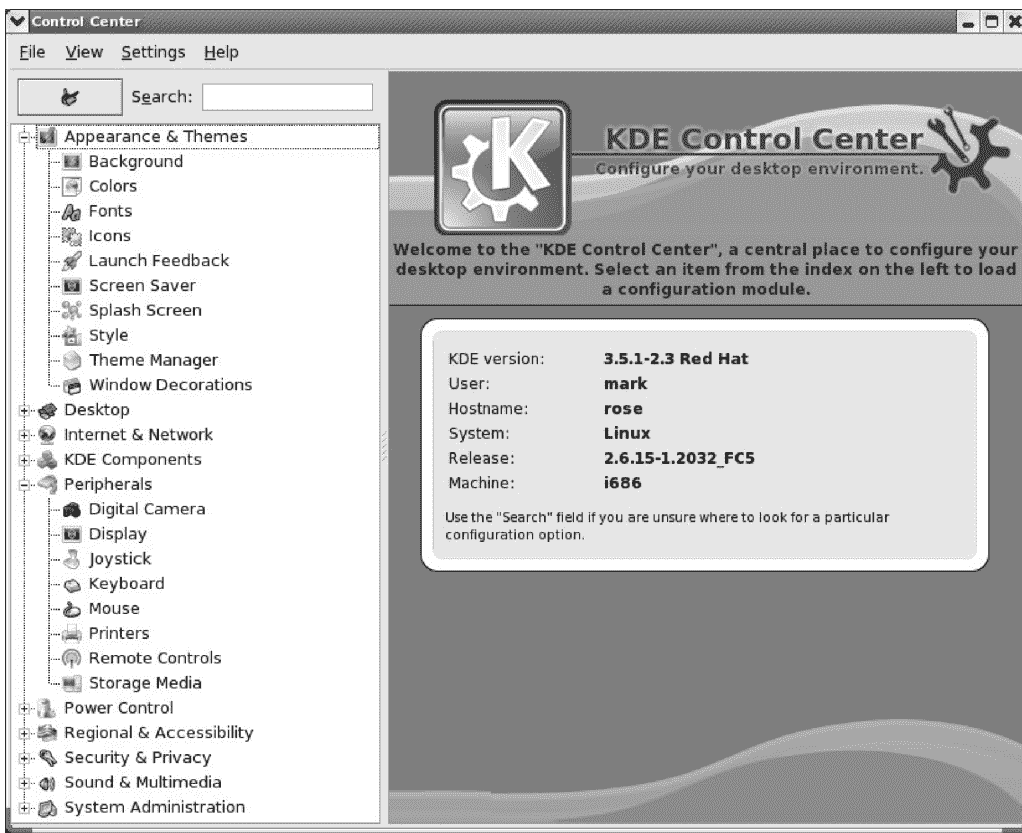 Control Center
File View Settings Help
Search:
Appearance & Themes
Background
Colors
Fonts
Icons
Launch Feedback
Screen Saver
Splash Screen
Style
Theme Manager
Window Decorations
Desktop
Internet & Network
KDE Components
Peripherals
Digital Camera
Display
Joystick
Keyboard
Mouse
Printers
Remote Controls
Storage Media
Power Control
Regional & Accessibility
Security & Privacy
Sound & Multimedia
System Administration
KDE Control Center
Configure your desktop environment.
Welcome to the "KDE Control Center", a central place to configure your
desktop environment. Select an item from the index on the left to load
a configuration module.
KDE version: 3.5.1-2.3 Red Hat
User: mark
Hostname: rose
System: Linux
Release: 2.6.15-1.2032_FC5
Machine: i686
Use the "Search" field if you are unsure where to look for a particular
configuration option.